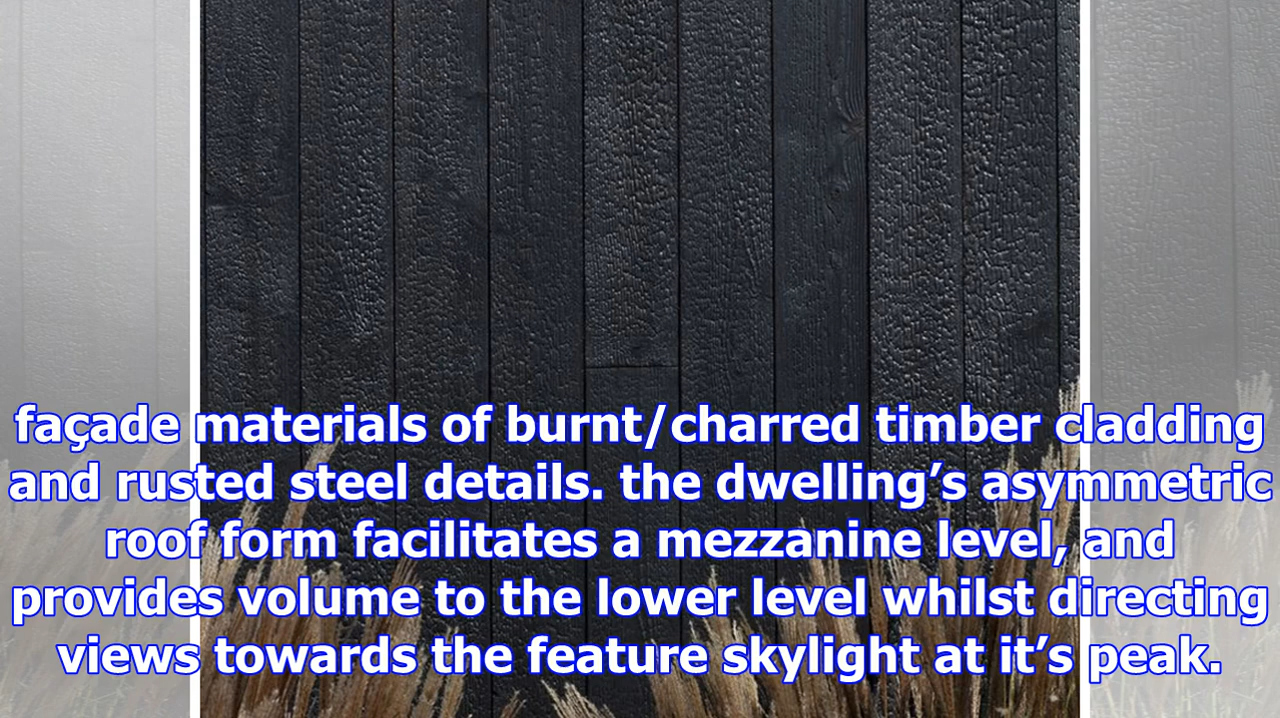 façade materials of burnt/charred timber cladding
and rusted steel details. the dwelling’s asymmetric
roof form facilitates a mezzanine level, and
provides volume to the lower level whilst directing
views towards the feature skylight at it’s peak.